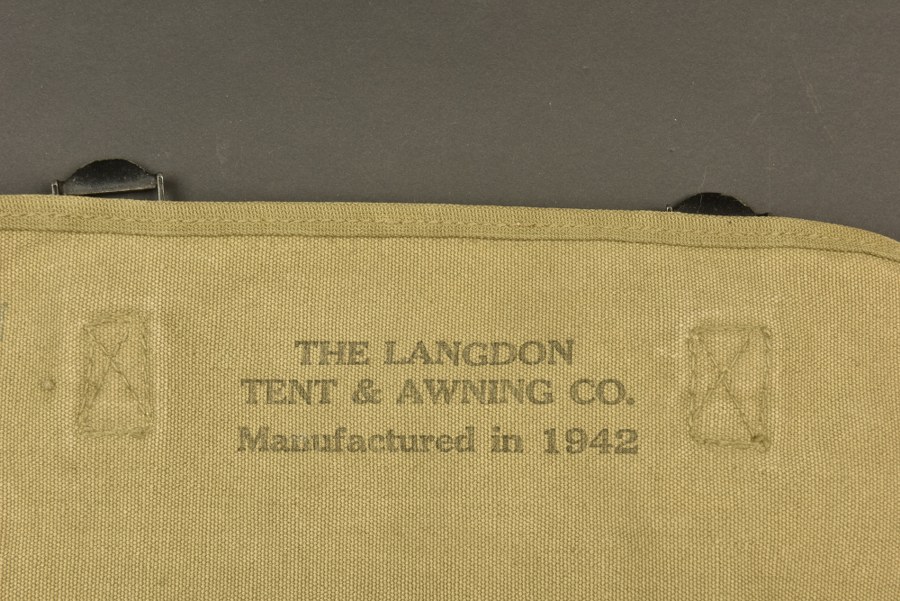 THE LANGDON
TENT & AWNING CO.
Manufactured in 1942